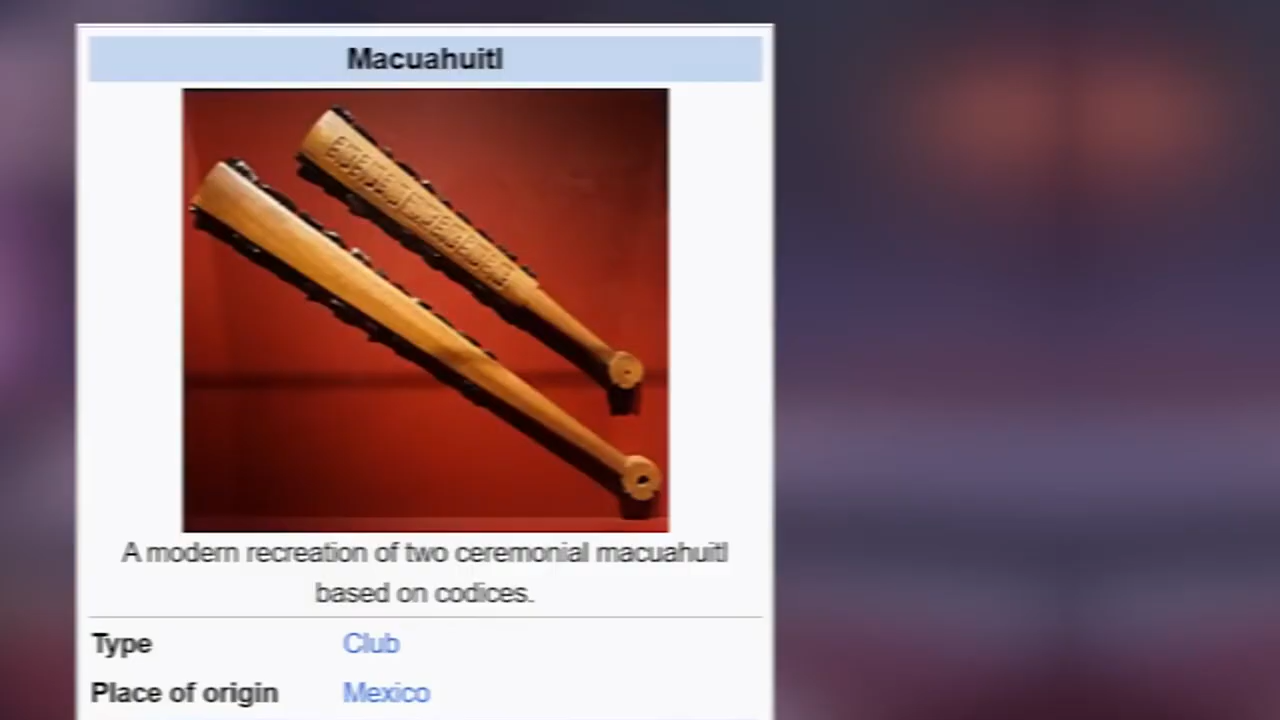 Macuahuitl
A modern recreation of two ceremonial macuahuitl
based on codices.
Type Club
Place of origin Mexico